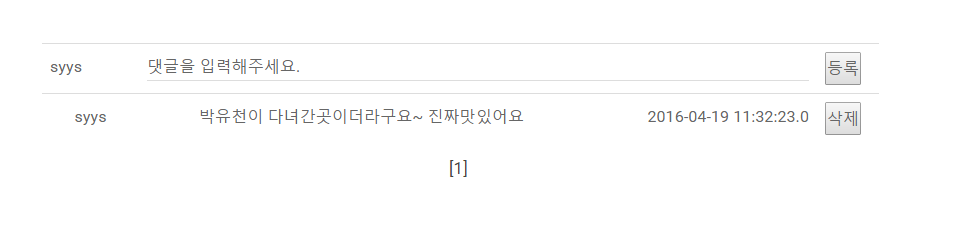 syys 댓글을 입력해주세요. 등록
syys 박유천이 다녀간곳이더라구요~ 진짜맛있어요 2016-04-19 11:32:23.0 삭제
[1]